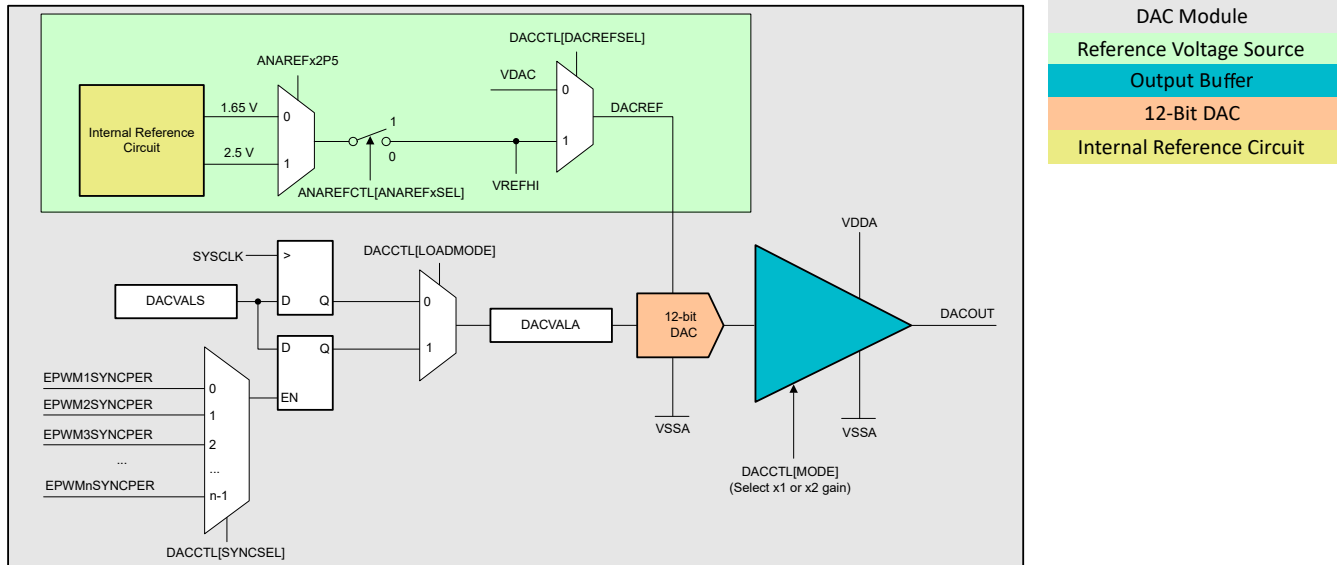 DACCTL[DACREFSEL]
ANAREFx2P5
VDAC
0
DACREF
1.65 V
0
Internal Reference
Circuit
1
0
1
2.5 V
1
ANAREFCTL[ANAREFxSEL]
VREFHI
SYSCLK
>
DACCTL[LOADMODE]
VDDA
DACVALS
D
Q
0
DACVALA
12-bit
DAC
DACOUT
D
Q
1
EN
EPWM1SYNCPER
0
EPWM2SYNCPER
1
EPWM3SYNCPER
2
...
...
EPWMnSYNCPER
n-1
VSSA
VSSA
DACCTL[MODE]
(Select x1 or x2 gain)
DACCTL[SYNCSEL]
DAC Module
Reference Voltage Source
Output Buffer
12-Bit DAC
Internal Reference Circuit